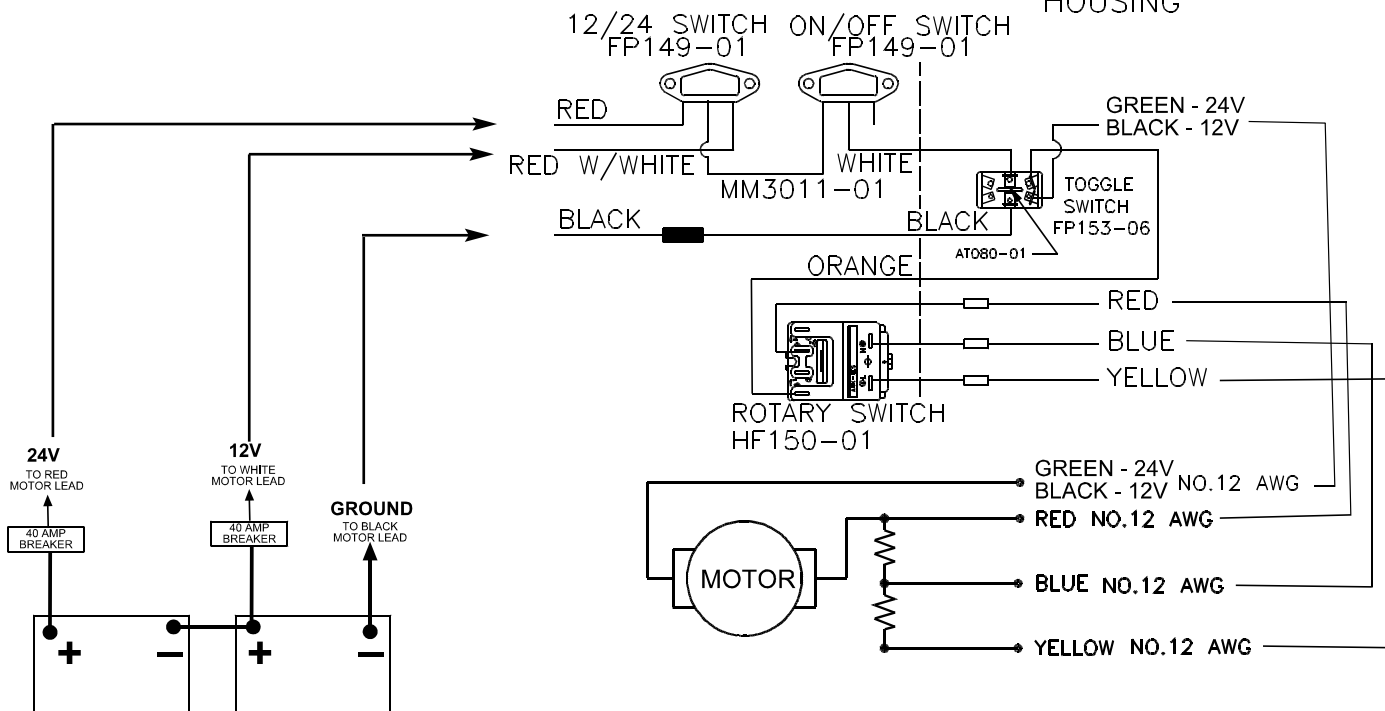 HOUSING
12/24 SWITCH
FP149-01
ON/OFF SWITCH
FP149-01
RED
GREEN - 24V
BLACK - 12V
RED W/WHITE
WHITE
MM3011-01
TOGGLE
SWITCH
FP153-06
BLACK
BLACK
AT080-01
ORANGE
RED
BLUE
YELLOW
ROTARY SWITCH
HF150-01
24V
TO RED
MOTOR LEAD
40 AMP
BREAKER
12V
TO WHITE
MOTOR LEAD
40 AMP
BREAKER
GROUND
TO BLACK
MOTOR LEAD
GREEN - 24V
BLACK - 12V NO.12 AWG
RED NO.12 AWG
MOTOR
BLUE NO.12 AWG
YELLOW NO.12 AWG
+
−
+
−